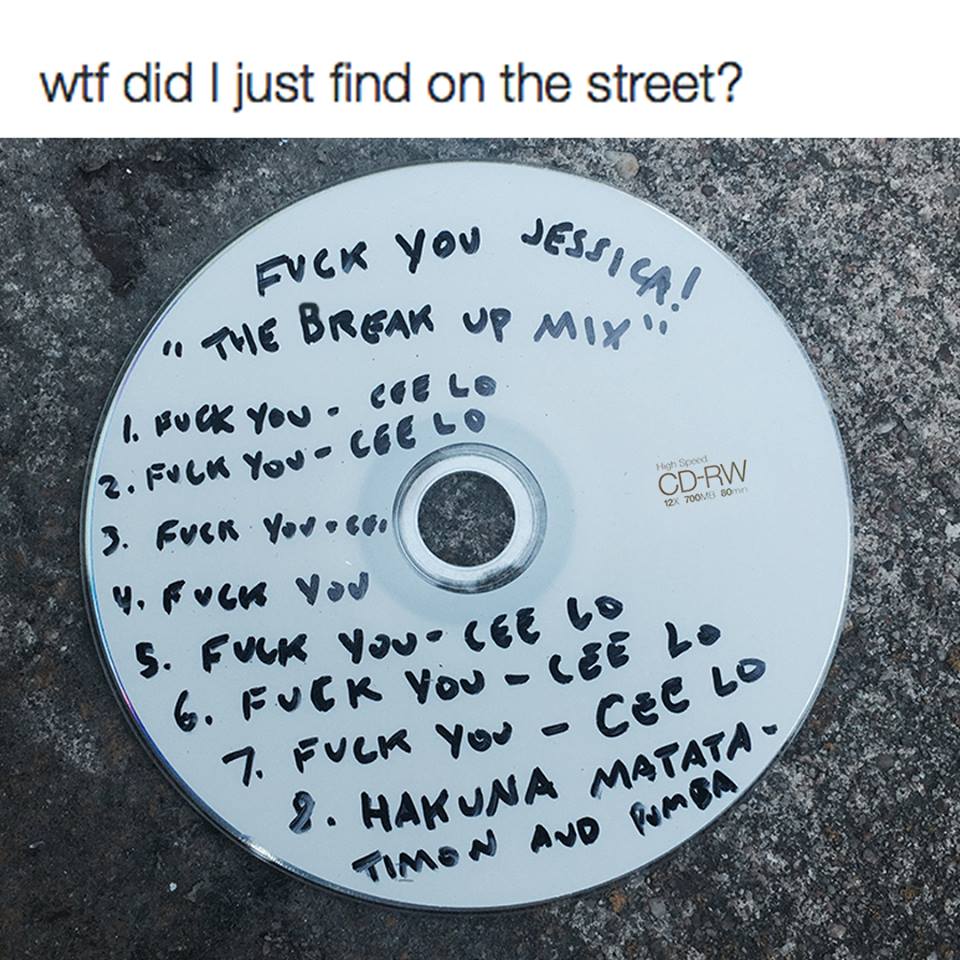 wtf did I just find on the street?
FUCK YOU JESSICA!
"THE BREAK UP MIX"
1. FUCK YOU - CEE LO
2. FUCK YOU - CEE LO
3. FUCK YOU - CEE
4. FUCK YOU
5. FUCK YOU - CEE LO
6. FUCK YOU - CEE LO
7. FUCK YOU - CEE LO
8. HAKUNA MATATA -
TIMON AND PUMBA
High Speed
CD-RW
12X 700MB 80min